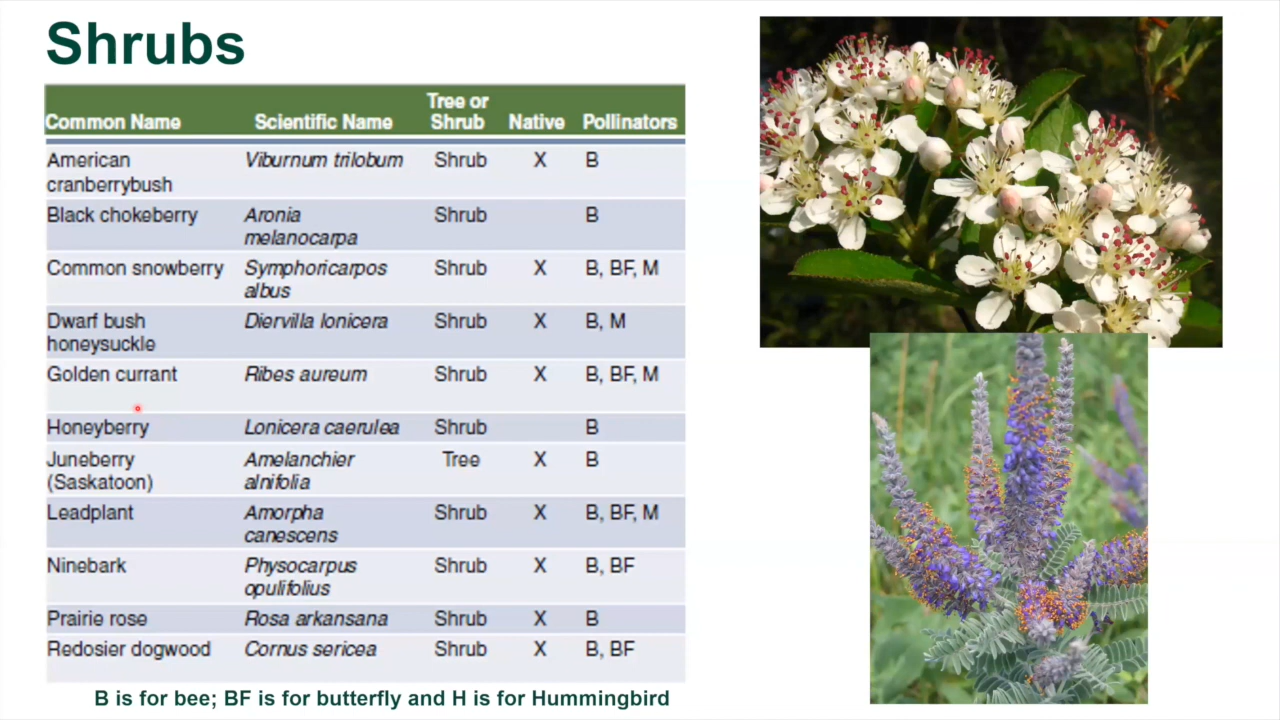 Shrubs
Common Name Scientific Name Tree or Shrub Native Pollinators
American cranberrybush Viburnum trilobum Shrub X B
Black chokeberry Aronia melanocarpa Shrub B
Common snowberry Symphoricarpos albus Shrub X B, BF, M
Dwarf bush honeysuckle Diervilla lonicera Shrub X B, M
Golden currant Ribes aureum Shrub X B, BF, M
Honeyberry Lonicera caerulea Shrub B
Juneberry (Saskatoon) Amelanchier alnifolia Tree X B
Leadplant Amorpha canescens Shrub X B, BF, M
Ninebark Physocarpus opulifolius Shrub X B, BF
Prairie rose Rosa arkansana Shrub X B
Redosier dogwood Cornus sericea Shrub X B, BF
B is for bee; BF is for butterfly and H is for Hummingbird